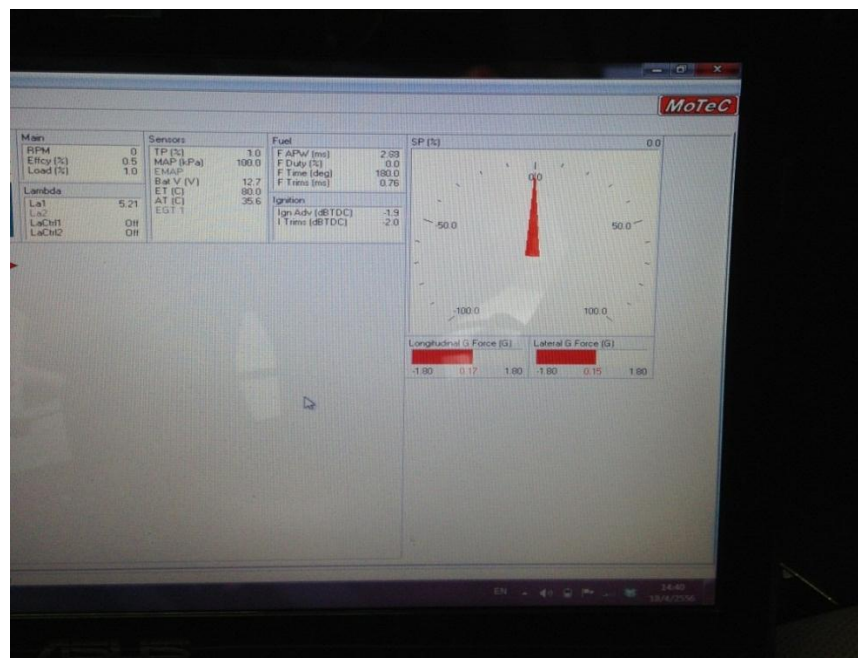 MoTeC
Main
RPM 0
Effcy (%) 0.5
Load (%) 1.0
Lambda
La1 5.21
La2
LaCtrl1 Off
LaCtrl2 Off
Sensors
TP (%) 1.0
MAP (kPa) 100.0
EMAP
Bat V (V) 12.7
ET (C) 80.0
AT (C) 35.6
EGT 1
Fuel
F APW (ms)
F Duty (%) 0.0
F Time (deg) 180.0
F Trims (ms) 0.76
Ignition
Ign Adv (dBTDC) -1.9
I Trims (dBTDC) -2.0
SP (%) 0.0
0.0
-50.0 50.0
-100.0 100.0
Longitudinal G Force (G)
-1.80 0.17 1.80
Lateral G Force (G)
-1.80 0.15 1.80
EN
14:40
18/4/2556
ASUS